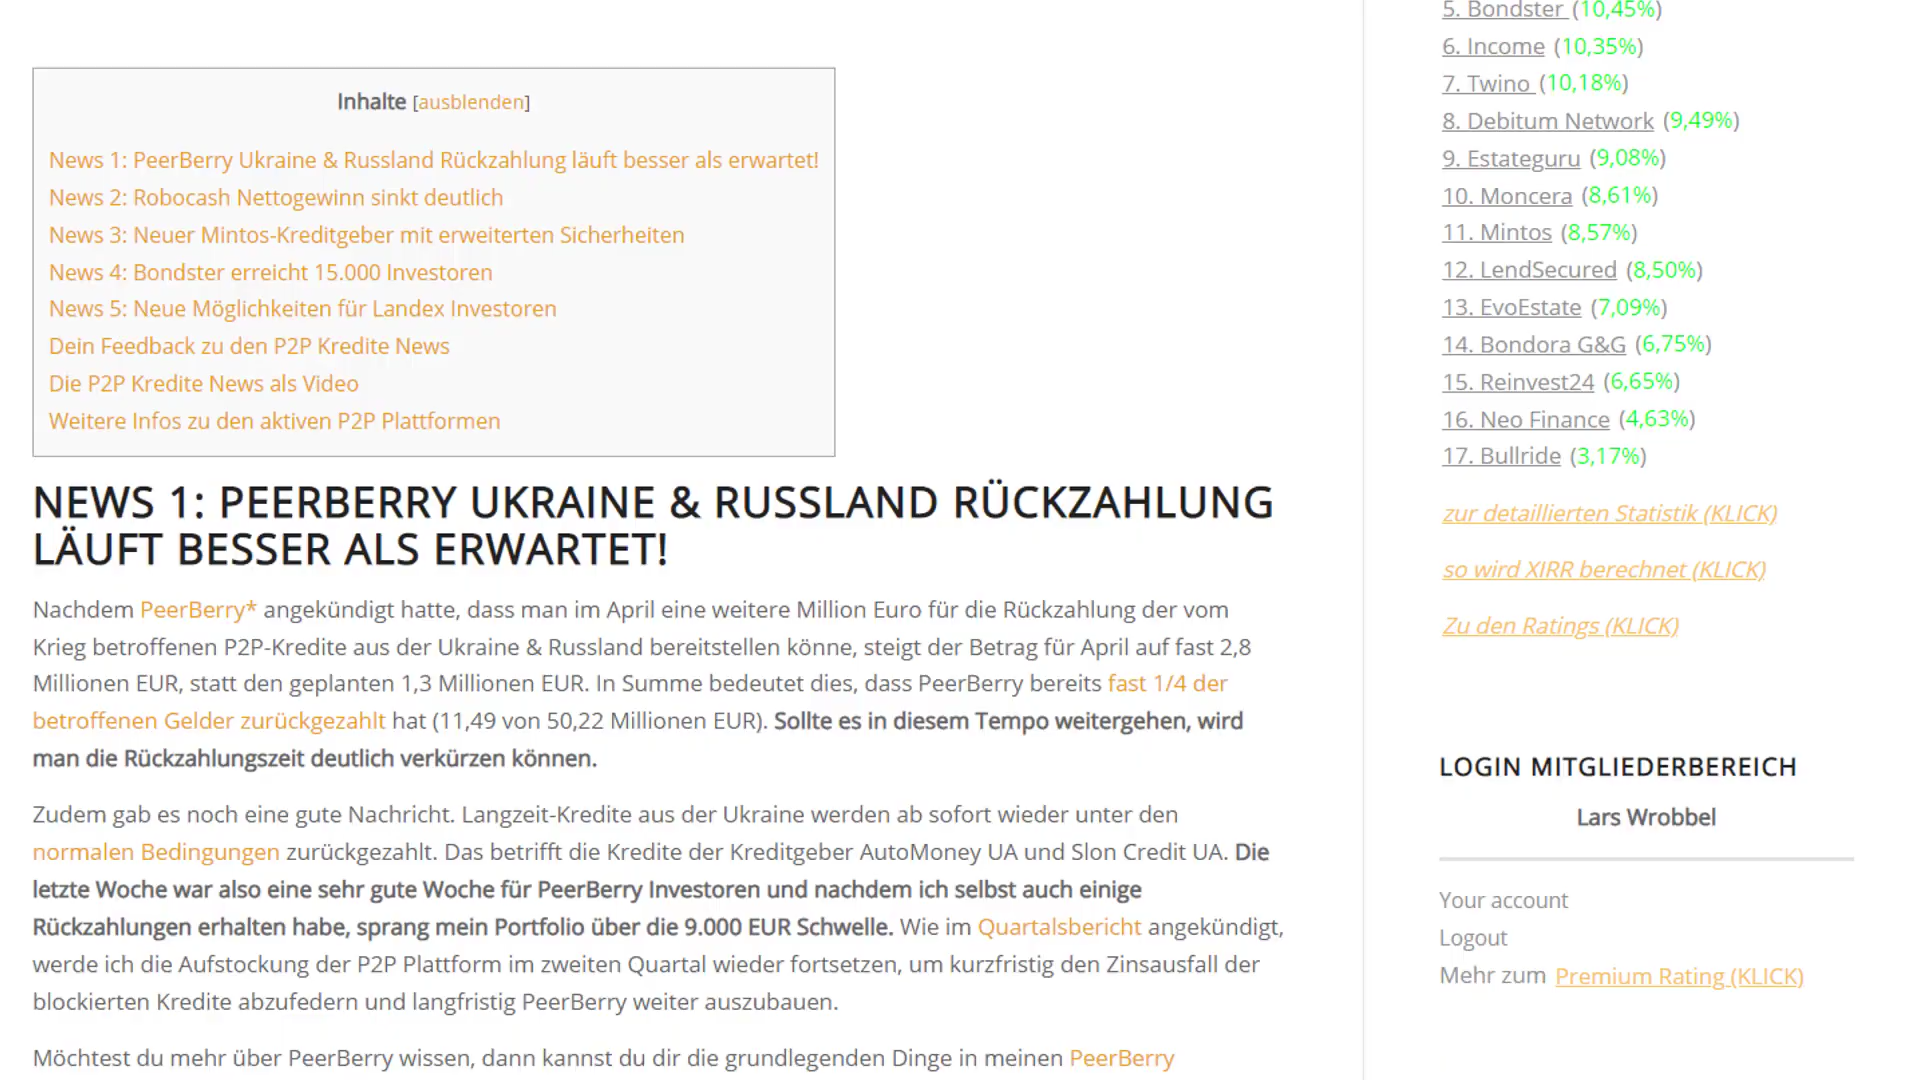 Inhalte [ausblenden]
News 1: PeerBerry Ukraine & Russland Rückzahlung läuft besser als erwartet!
News 2: Robocash Nettogewinn sinkt deutlich
News 3: Neuer Mintos-Kreditgeber mit erweiterten Sicherheiten
News 4: Bondster erreicht 15.000 Investoren
News 5: Neue Möglichkeiten für Landex Investoren
Dein Feedback zu den P2P Kredite News
Die P2P Kredite News als Video
Weitere Infos zu den aktiven P2P Plattformen
NEWS 1: PEERBERRY UKRAINE & RUSSLAND RÜCKZAHLUNG
LÄUFT BESSER ALS ERWARTET!
Nachdem PeerBerry* angekündigt hatte, dass man im April eine weitere Million Euro für die Rückzahlung der vom
Krieg betroffenen P2P-Kredite aus der Ukraine & Russland bereitstellen könne, steigt der Betrag für April auf fast 2,8
Millionen EUR, statt den geplanten 1,3 Millionen EUR. In Summe bedeutet dies, dass PeerBerry bereits fast 1/4 der
betroffenen Gelder zurückgezahlt hat (11,49 von 50,22 Millionen EUR). Sollte es in diesem Tempo weitergehen, wird
man die Rückzahlungszeit deutlich verkürzen können.
Zudem gab es noch eine gute Nachricht. Langzeit-Kredite aus der Ukraine werden ab sofort wieder unter den
normalen Bedingungen zurückgezahlt. Das betrifft die Kredite der Kreditgeber AutoMoney UA und Slon Credit UA. Die
letzte Woche war also eine sehr gute Woche für PeerBerry Investoren und nachdem ich selbst auch einige
Rückzahlungen erhalten habe, sprang mein Portfolio über die 9.000 EUR Schwelle. Wie im Quartalsbericht angekündigt,
werde ich die Aufstockung der P2P Plattform im zweiten Quartal wieder fortsetzen, um kurzfristig den Zinsausfall der
blockierten Kredite abzufedern und langfristig PeerBerry weiter auszubauen.
Möchtest du mehr über PeerBerry wissen, dann kannst du dir die grundlegenden Dinge in meinen PeerBerry
5. Bondster (10,45%)
6. Income (10,35%)
7. Twino (10,18%)
8. Debitum Network (9,49%)
9. Estateguru (9,08%)
10. Moncera (8,61%)
11. Mintos (8,57%)
12. LendSecured (8,50%)
13. EvoEstate (7,09%)
14. Bondora G&G (6,75%)
15. Reinvest24 (6,65%)
16. Neo Finance (4,63%)
17. Bullride (3,17%)
zur detaillierten Statistik (KLICK)
so wird XIRR berechnet (KLICK)
Zu den Ratings (KLICK)
LOGIN MITGLIEDERBEREICH
Lars Wrobbel
Your account
Logout
Mehr zum Premium Rating (KLICK)